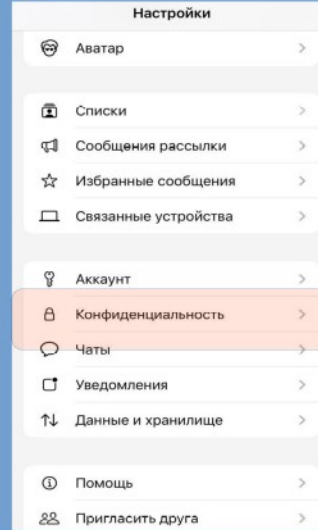 Настройки
Аватар
Списки
Сообщения рассылки
Избранные сообщения
Связанные устройства
Аккаунт
Конфиденциальность
Чаты
Уведомления
Данные и хранилище
Помощь
Пригласить друга